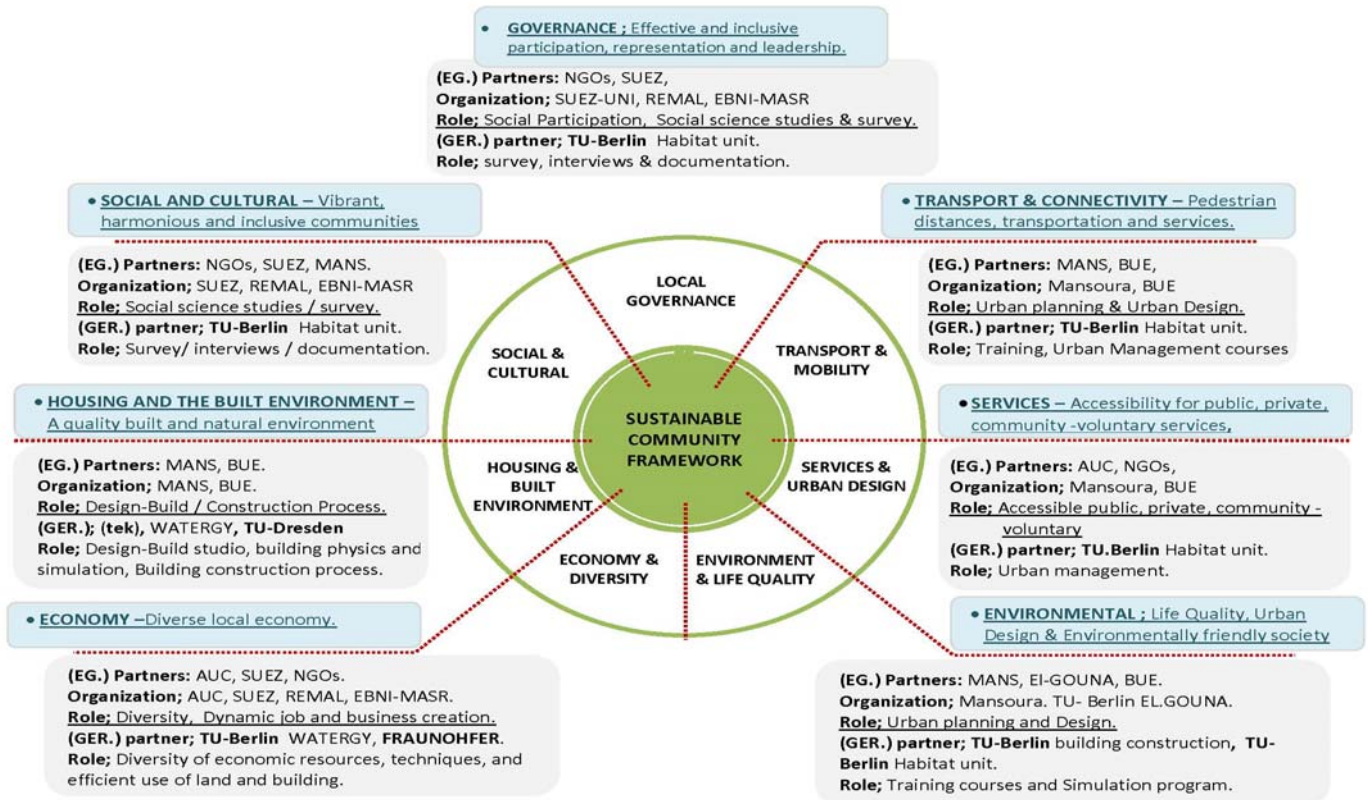 • GOVERNANCE ; Effective and inclusive
participation, representation and leadership.
(EG.) Partners: NGOs, SUEZ,
Organization; SUEZ-UNI, REMAL, EBNI-MASR
Role; Social Participation, Social science studies & survey.
(GER.) partner; TU-Berlin Habitat unit.
Role; survey, interviews & documentation.
• SOCIAL AND CULTURAL – Vibrant,
harmonious and inclusive communities
(EG.) Partners: NGOs, SUEZ, MANS.
Organization; SUEZ, REMAL, EBNI-MASR
Role; Social science studies / survey.
(GER.) partner; TU-Berlin Habitat unit.
Role; Survey/ interviews / documentation.
• TRANSPORT & CONNECTIVITY – Pedestrian
distances, transportation and services.
(EG.) Partners: MANS, BUE,
Organization; Mansoura, BUE
Role; Urban planning & Urban Design.
(GER.) partner; TU-Berlin Habitat unit.
Role; Training, Urban Management courses
LOCAL
GOVERNANCE
SOCIAL &
CULTURAL
TRANSPORT &
MOBILITY
SUSTAINABLE
COMMUNITY
FRAMEWORK
HOUSING &
BUILT
ENVIRONMENT
SERVICES &
URBAN DESIGN
ECONOMY &
DIVERSITY
ENVIRONMENT
& LIFE QUALITY
• HOUSING AND THE BUILT ENVIRONMENT –
A quality built and natural environment
(EG.) Partners: MANS, BUE.
Organization; MANS, BUE.
Role; Design-Build / Construction Process.
(GER.); (tek), WATERGY, TU-Dresden
Role; Design-Build studio, building physics and
simulation, Building construction process.
• SERVICES – Accessibility for public, private,
community -voluntary services,
(EG.) Partners: AUC, NGOs,
Organization; Mansoura, BUE
Role; Accessible public, private, community -
voluntary
(GER.) partner; TU.Berlin Habitat unit.
Role; Urban management.
• ECONOMY –Diverse local economy.
(EG.) Partners: AUC, SUEZ, NGOs.
Organization; AUC, SUEZ, REMAL, EBNI-MASR.
Role; Diversity, Dynamic job and business creation.
(GER.) partner; TU-Berlin WATERGY, FRAUNOHFER.
Role; Diversity of economic resources, techniques, and
efficient use of land and building.
• ENVIRONMENTAL ; Life Quality, Urban
Design & Environmentally friendly society
(EG.) Partners: MANS, El-GOUNA, BUE.
Organization; Mansoura. TU- Berlin EL.GOUNA.
Role; Urban planning and Design.
(GER.) partner; TU-Berlin building construction, TU-
Berlin Habitat unit.
Role; Training courses and Simulation program.